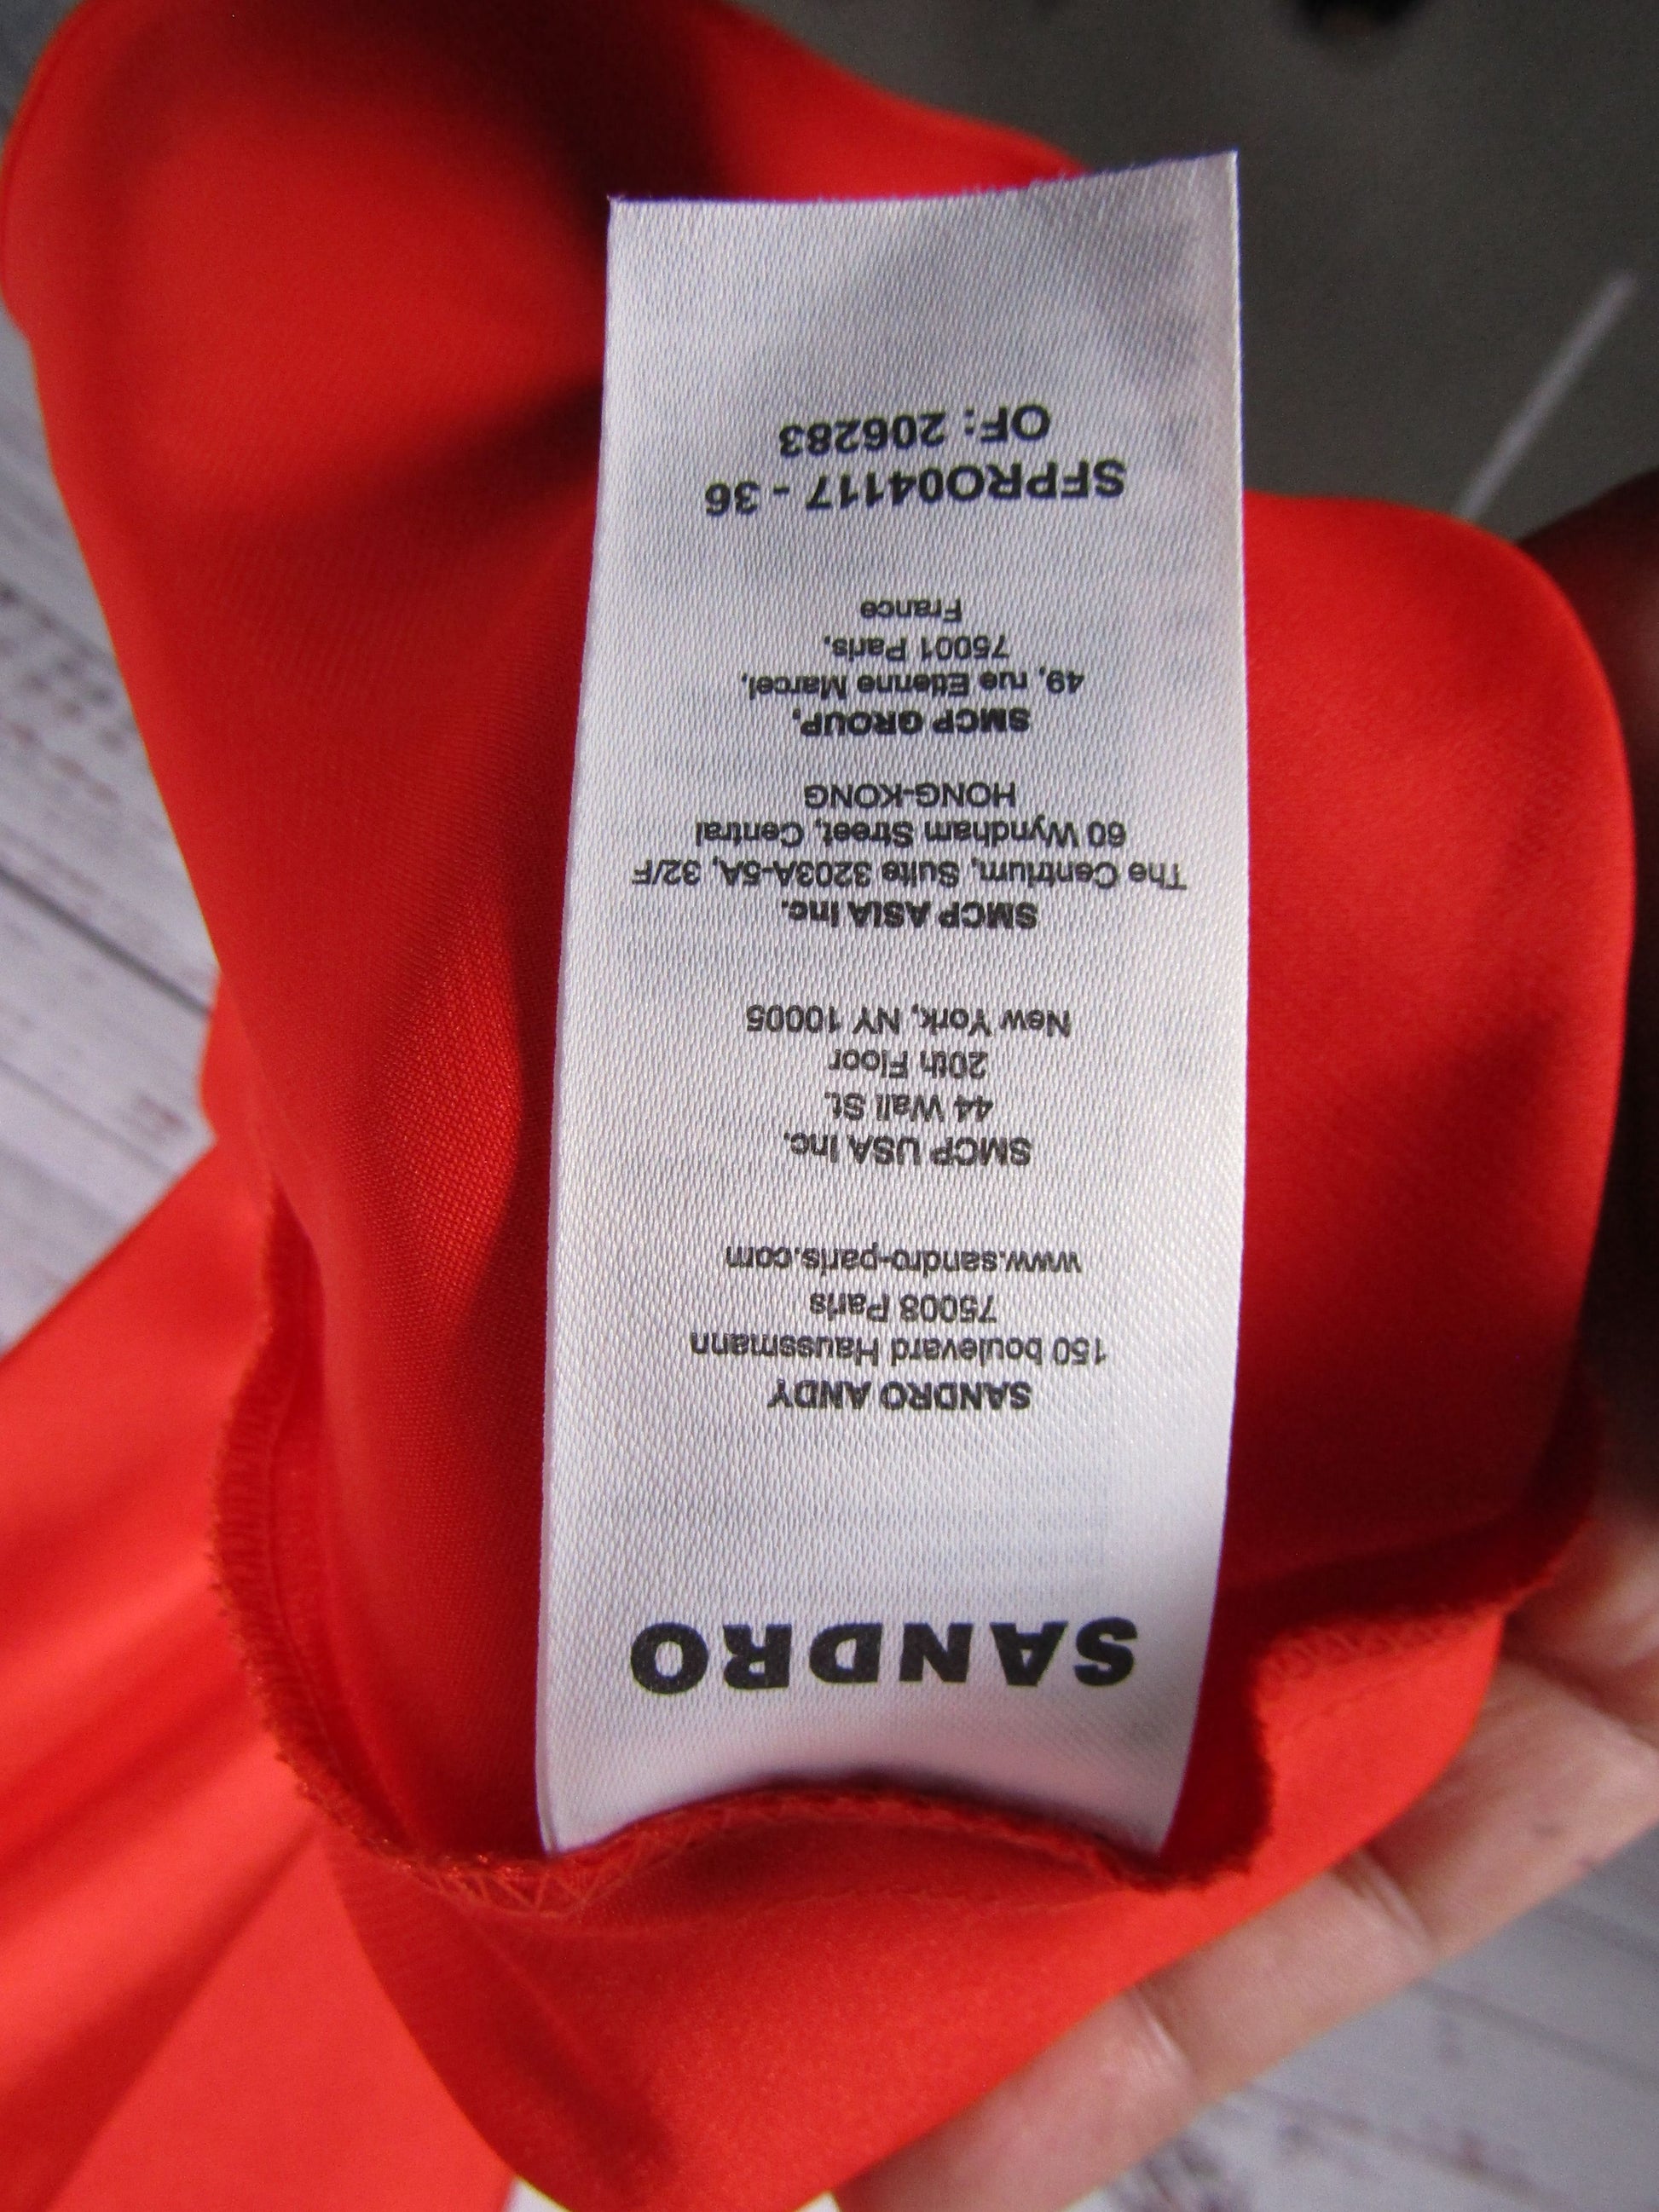 SANDRO
SANDRO ANDY
150 boulevard Haussmann
75008 Paris
www.sandro-paris.com
SMCP USA Inc.
44 Wall St.
20th Floor
New York, NY 10005
SMCP ASIA Inc.
The Centrium, Suite 3203A-5A, 32/F
60 Wyndham Street, Central
HONG-KONG
SMCP GROUP,
49, rue Etienne Marcel,
75001 Paris,
France
SFPRO04117 - 36
OF: 206283